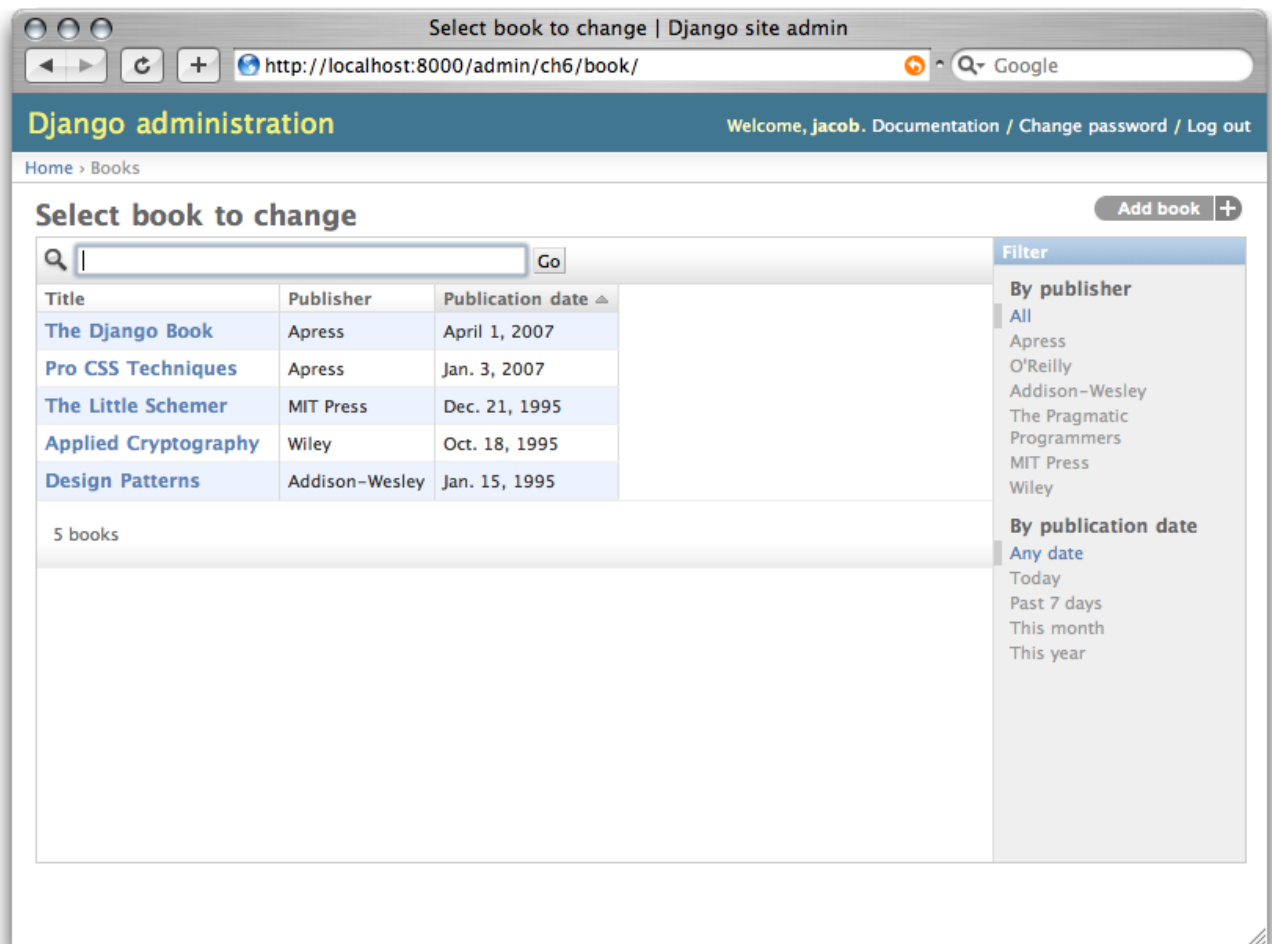 Select book to change | Django site admin
http://localhost:8000/admin/ch6/book/
Google
Django administration
Welcome, jacob. Documentation / Change password / Log out
Home › Books
Select book to change
Add book +
Go
Title Publisher Publication date
The Django Book Apress April 1, 2007
Pro CSS Techniques Apress Jan. 3, 2007
The Little Schemer MIT Press Dec. 21, 1995
Applied Cryptography Wiley Oct. 18, 1995
Design Patterns Addison-Wesley Jan. 15, 1995
5 books
Filter
By publisher
All
Apress
O'Reilly
Addison-Wesley
The Pragmatic
Programmers
MIT Press
Wiley
By publication date
Any date
Today
Past 7 days
This month
This year